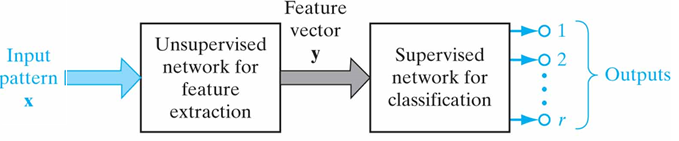 Input
pattern
x
Unsupervised
network for
feature
extraction
Feature
vector
y
Supervised
network for
classification
1
2
r
Outputs